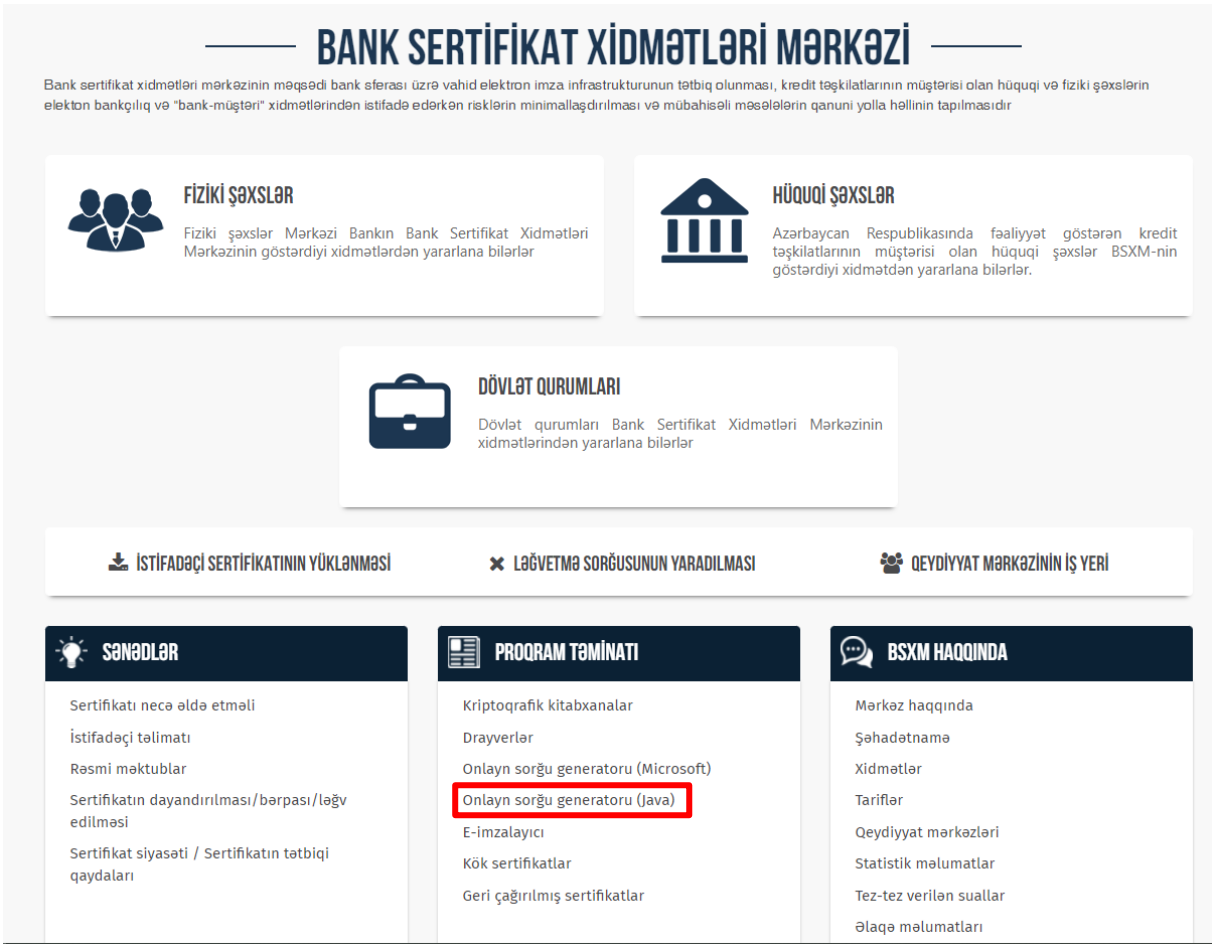 BANK SERTİFİKAT XİDMƏTLƏRİ MƏRKƏZİ
Bank sertifikat xidmətləri mərkəzinin məqsədi bank sferası üzrə vahid elektron imza infrastrukturunun tətbiq olunması, kredit təşkilatlarının müştərisi olan hüquqi və fiziki şəxslərin
elekton bankçılıq və "bank-müştəri" xidmətlərindən istifadə edərkən risklərin minimallaşdırılması və mübahisəli məsələlərin qanuni yolla həllinin tapılmasıdır
FİZİKİ ŞƏXSLƏR
Fiziki şəxslər Mərkəzi Bankın Bank Sertifikat Xidmətləri
Mərkəzinin göstərdiyi xidmətlərdən yararlana bilərlər
HÜQUQİ ŞƏXSLƏR
Azərbaycan Respublikasında fəaliyyət göstərən kredit
təşkilatlarının müştərisi olan hüquqi şəxslər BSXM-nin
göstərdiyi xidmətdən yararlana bilərlər.
DÖVLƏT QURUMLARI
Dövlət qurumları Bank Sertifikat Xidmətləri Mərkəzinin
xidmətlərindən yararlana bilərlər
İSTİFADƏÇİ SERTİFİKATININ YÜKLƏNMƏSİ
LƏĞVETMƏ SORĞUSUNUN YARADILMASI
QEYDİYYAT MƏRKƏZİNİN İŞ YERİ
SƏNƏDLƏR
Sertifikatı necə əldə etməli
İstifadəçi təlimatı
Rəsmi məktublar
Sertifikatın dayandırılması/bərpası/ləğv
edilməsi
Sertifikat siyasəti / Sertifikatın tətbiqi
qaydaları
PROQRAM TƏMİNATI
Kriptoqrafik kitabxanalar
Drayverlər
Onlayn sorğu generatoru (Microsoft)
Onlayn sorğu generatoru (Java)
E-imzalayıcı
Kök sertifikatlar
Geri çağırılmış sertifikatlar
BSXM HAQQINDA
Mərkəz haqqında
Şəhadətnamə
Xidmətlər
Tariflər
Qeydiyyat mərkəzləri
Statistik məlumatlar
Tez-tez verilən suallar
Əlaqə məlumatları